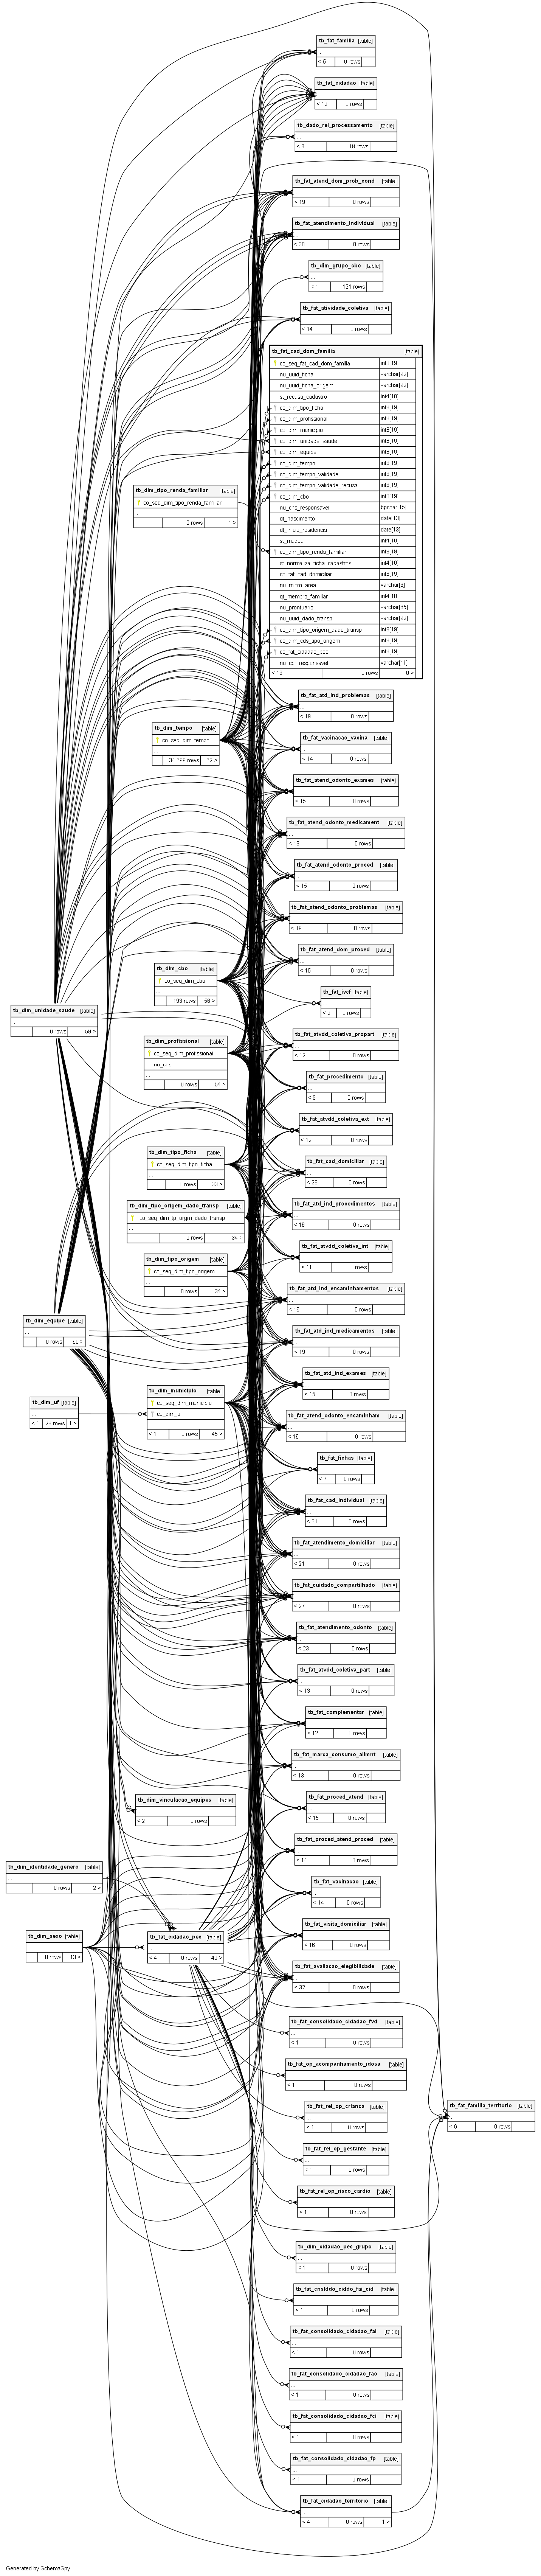 tb_fat_familia [table]
< 5 0 rows
tb_fat_cidadao [table]
< 12 0 rows
tb_dado_rel_processamento [table]
< 3 18 rows
tb_fat_atend_dom_prob_cond [table]
< 19 0 rows
tb_fat_atendimento_individual [table]
< 30 0 rows
tb_dim_grupo_cbo [table]
< 1 191 rows
tb_fat_atividade_coletiva [table]
< 14 0 rows
tb_fat_cad_dom_familia [table]
co_seq_fat_cad_dom_familia int8[19]
nu_uuid_ficha
nu_uuid_ficha_origem
st_recusa_cadastro int4[10]
co_dim_tipo_ficha int8[19]
co_dim_profissional int8[19]
co_dim_municipio int8[19]
co_dim_unidade_saude int8[19]
co_dim_equipe int8[19]
co_dim_tempo int8[19]
co_dim_tempo_validade int8[19]
co_dim_tempo_validade_recusa int8[19]
co_dim_cbo int8[19]
nu_cns_responsavel bpchar[15]
dt_nascimento date[13]
dt_inicio_residencia date[13]
st_mudou int4[10]
co_dim_tipo_renda_familiar int8[19]
st_normaliza_ficha_cadastros int4[10]
co_fat_cad_domiciliar int8[19]
nu_micro_area
qt_membro_familiar int4[10]
nu_prontuario
nu_uuid_dado_transp
co_dim_tipo_origem_dado_transp int8[19]
co_dim_cds_tipo_origem int8[19]
co_fat_cidadao_pec int8[19]
nu_cpf_responsavel varchar[11]
< 13 0 rows 0 >
tb_dim_tipo_renda_familiar [table]
co_seq_dim_tipo_renda_familiar
0 rows 1 >
tb_fat_atd_ind_problemas [table]
< 19 0 rows
tb_dim_tempo [table]
co_seq_dim_tempo
34.699 rows 62 >
tb_fat_vacinacao_vacina [table]
< 14 0 rows
tb_fat_atend_odonto_exames [table]
< 15 0 rows
tb_fat_atend_odonto_medicament [table]
< 19 0 rows
tb_fat_atend_odonto_proced [table]
< 15 0 rows
tb_fat_atend_odonto_problemas [table]
< 19 0 rows
tb_fat_atend_dom_proced [table]
< 15 0 rows
tb_dim_cbo [table]
co_seq_dim_cbo
193 rows 56 >
tb_fat_ivcf [table]
< 2 0 rows
tb_dim_unidade_saude [table]
0 rows 59 >
tb_fat_atvdd_coletiva_propart [table]
< 12 0 rows
tb_dim_profissional [table]
co_seq_dim_profissional
nu_cns
0 rows 54 >
tb_fat_procedimento [table]
< 9 0 rows
tb_fat_atvdd_coletiva_ext [table]
< 12 0 rows
tb_dim_tipo_ficha [table]
co_seq_dim_tipo_ficha
0 rows 33 >
tb_fat_cad_domiciliar [table]
< 28 0 rows
tb_dim_tipo_origem_dado_transp [table]
co_seq_dim_tp_orgm_dado_transp
0 rows 34 >
tb_fat_atd_ind_procedimentos [table]
< 16 0 rows
tb_dim_tipo_origem [table]
co_seq_dim_tipo_origem
0 rows 34 >
tb_fat_atvdd_coletiva_int [table]
< 11 0 rows
tb_fat_atd_ind_encaminhamentos [table]
< 16 0 rows
tb_dim_equipe [table]
0 rows 60 >
tb_fat_atd_ind_medicamentos [table]
< 19 0 rows
tb_fat_atd_ind_exames [table]
< 15 0 rows
tb_dim_uf [table]
< 1 28 rows 1 >
tb_dim_municipio [table]
co_seq_dim_municipio
co_dim_uf
< 1 0 rows 45 >
tb_fat_atend_odonto_encaminham [table]
< 16 0 rows
tb_fat_fichas [table]
< 7 0 rows
tb_fat_cad_individual [table]
< 31 0 rows
tb_fat_atendimento_domiciliar [table]
< 21 0 rows
tb_fat_cuidado_compartilhado [table]
< 27 0 rows
tb_fat_atendimento_odonto [table]
< 23 0 rows
tb_fat_atvdd_coletiva_part [table]
< 13 0 rows
tb_fat_complementar [table]
< 12 0 rows
tb_fat_marca_consumo_alimnt [table]
< 13 0 rows
tb_dim_vinculacao_equipes [table]
< 2 0 rows
tb_fat_proced_atend [table]
< 15 0 rows
tb_fat_proced_atend_proced [table]
< 14 0 rows
tb_dim_identidade_genero [table]
0 rows 2 >
tb_fat_vacinacao [table]
< 14 0 rows
tb_dim_sexo [table]
0 rows 13 >
tb_fat_cidadao_pec [table]
< 4 0 rows
tb_fat_visita_domiciliar [table]
< 16 0 rows
tb_fat_avaliacao_elegibilidade [table]
< 32 0 rows
tb_fat_consolidado_cidadao_fvd [table]
< 1 0 rows
tb_fat_op_acompanhamento_idosa [table]
< 1 0 rows
tb_fat_familia_territorio [table]
< 6 0 rows
tb_fat_rel_op_crianca [table]
< 1 0 rows
tb_fat_rel_op_gestante [table]
< 1 0 rows
tb_fat_rel_op_risco_cardio [table]
< 1 0 rows
tb_dim_cidadao_pec_grupo [table]
< 1 0 rows
tb_fat_cnslddo_ciddo_fai_cid [table]
< 1 0 rows
tb_fat_consolidado_cidadao_fai [table]
< 1 0 rows
tb_fat_consolidado_cidadao_fao [table]
< 1 0 rows
tb_fat_consolidado_cidadao_fci [table]
< 1 0 rows
tb_fat_consolidado_cidadao_fp [table]
< 1 0 rows
tb_fat_cidadao_territorio [table]
< 4 0 rows 1 >
Generated by SchemaSpy